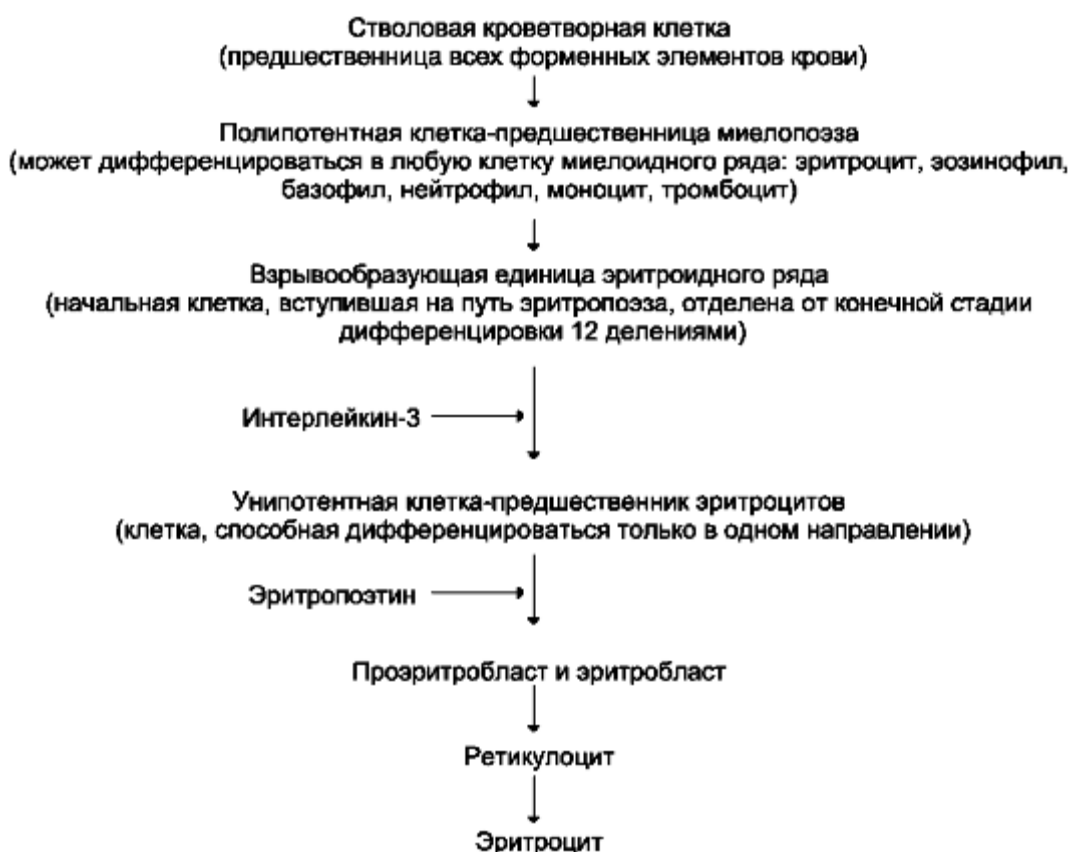 Стволовая кроветворная клетка
(предшественница всех форменных элементов крови)
Полипотентная клетка-предшественница миелопоэза
(может дифференцироваться в любую клетку миелоидного ряда: эритроцит, эозинофил,
базофил, нейтрофил, моноцит, тромбоцит)
Взрывообразующая единица эритроидного ряда
(начальная клетка, вступившая на путь эритропоэза, отделена от конечной стадии
дифференцировки 12 делениями)
Интерлейкин-3
Унипотентная клетка-предшественник эритроцитов
(клетка, способная дифференцироваться только в одном направлении)
Эритропоэтин
Проэритробласт и эритробласт
Ретикулоцит
Эритроцит